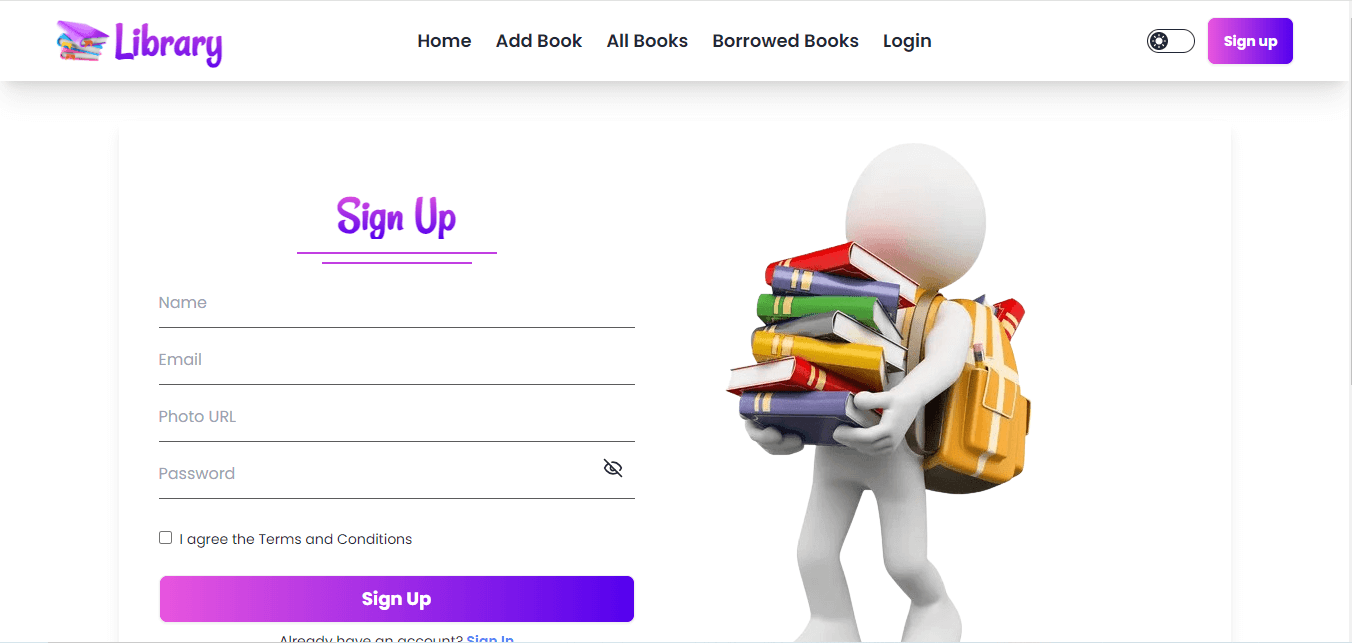 Library Home Add Book All Books Borrowed Books Login Sign up
Sign Up
Name
Email
Photo URL
Password
I agree the Terms and Conditions
Sign Up
Already have an account? Sign In